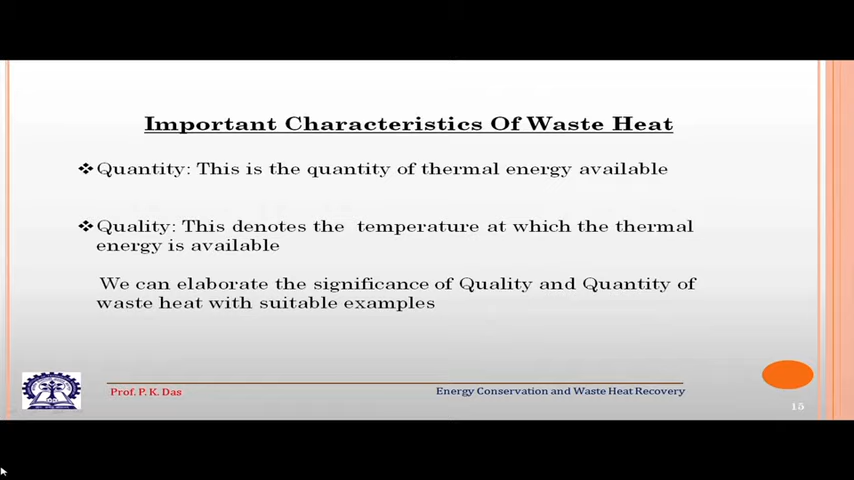 Important Characteristics Of Waste Heat
❖Quantity: This is the quantity of thermal energy available
❖Quality: This denotes the temperature at which the thermal
energy is available
We can elaborate the significance of Quality and Quantity of
waste heat with suitable examples
Prof. P. K. Das
Energy Conservation and Waste Heat Recovery
15